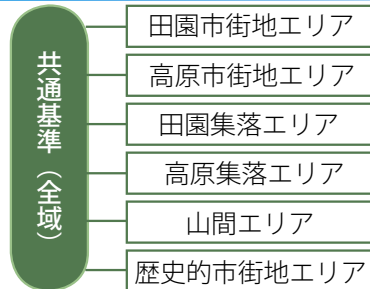 共通基準（全域）
田園市街地エリア
高原市街地エリア
田園集落エリア
高原集落エリア
山間エリア
歴史的市街地エリア